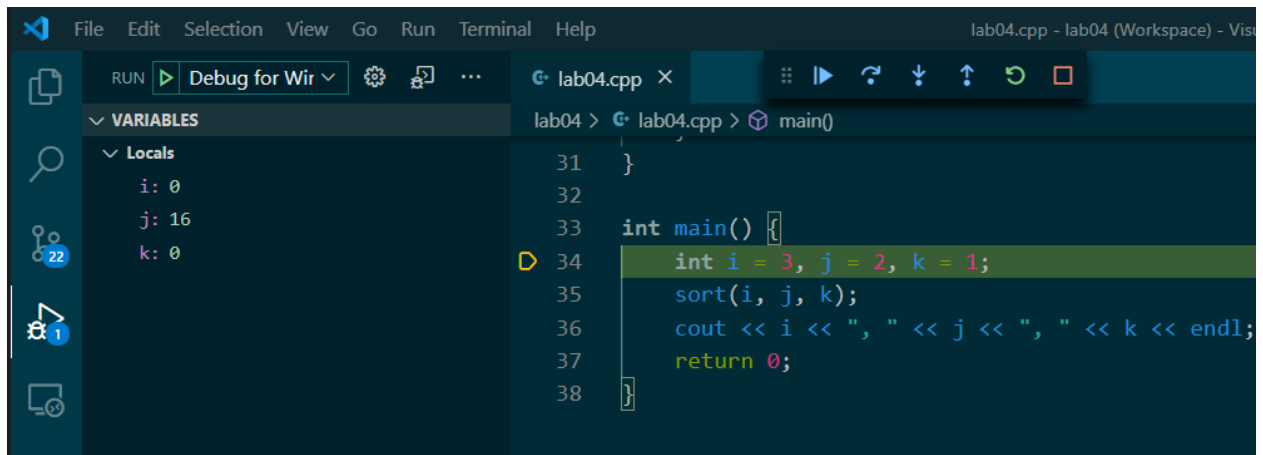 File Edit Selection View Go Run Terminal Help lab04.cpp - lab04 (Workspace) - Visu
RUN Debug for Wir lab04.cpp
VARIABLES
lab04 > lab04.cpp > main()
Locals
i: 0
j: 16
k: 0
31 }
32
33 int main() {
34 int i = 3, j = 2, k = 1;
35 sort(i, j, k);
36 cout << i << ", " << j << ", " << k << endl;
37 return 0;
38 }
22
1